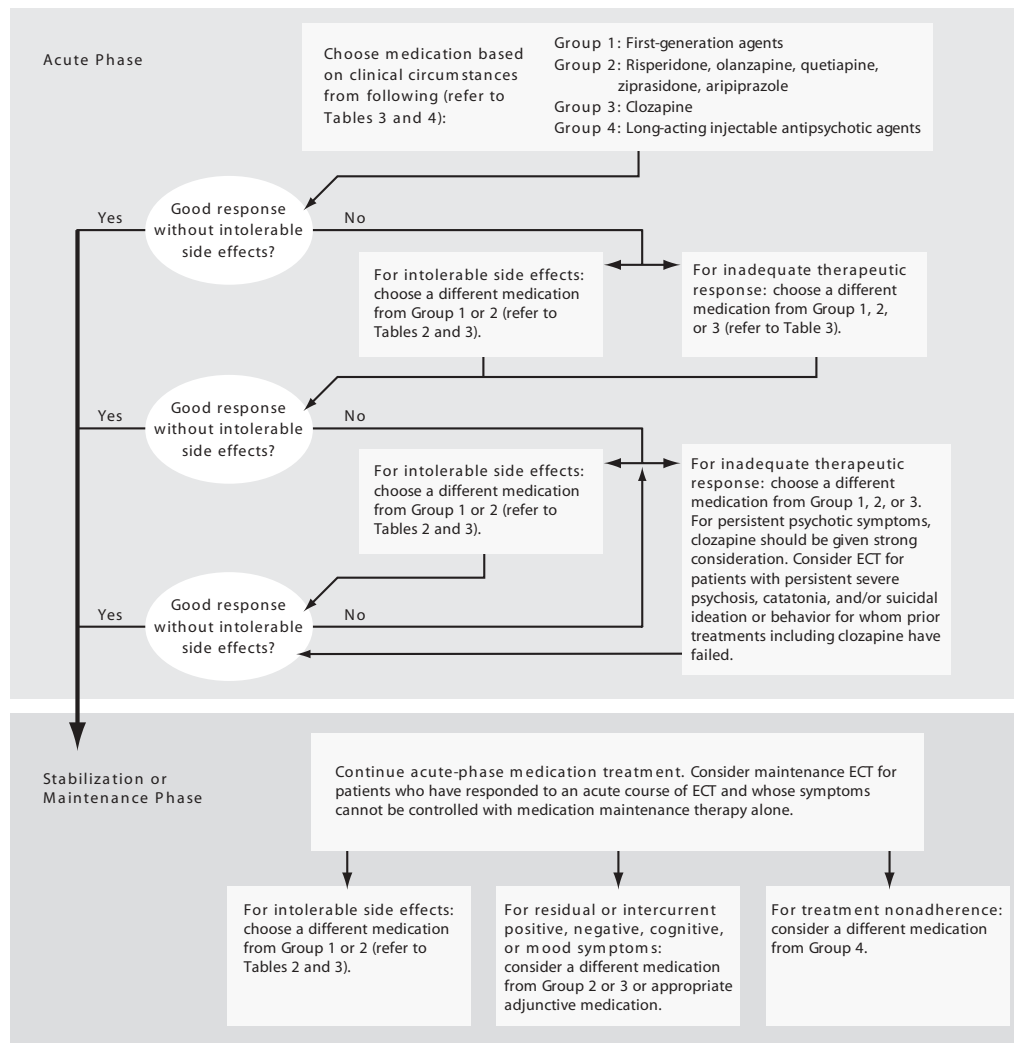 Acute Phase
Choose medication based
on clinical circumstances
from following (refer to
Tables 3 and 4):
Group 1: First-generation agents
Group 2: Risperidone, olanzapine, quetiapine,
ziprasidone, aripiprazole
Group 3: Clozapine
Group 4: Long-acting injectable antipsychotic agents
Yes
Good response
without intolerable
side effects?
No
For intolerable side effects:
choose a different medication
from Group 1 or 2 (refer to
Tables 2 and 3).
For inadequate therapeutic
response: choose a different
medication from Group 1, 2,
or 3 (refer to Table 3).
Yes
Good response
without intolerable
side effects?
No
For intolerable side effects:
choose a different medication
from Group 1 or 2 (refer to
Tables 2 and 3).
For inadequate therapeutic
response: choose a different
medication from Group 1, 2, or 3.
For persistent psychotic symptoms,
clozapine should be given strong
consideration. Consider ECT for
patients with persistent severe
psychosis, catatonia, and/or suicidal
ideation or behavior for whom prior
treatments including clozapine have
failed.
Yes
Good response
without intolerable
side effects?
No
Stabilization or
Maintenance Phase
Continue acute-phase medication treatment. Consider maintenance ECT for
patients who have responded to an acute course of ECT and whose symptoms
cannot be controlled with medication maintenance therapy alone.
For intolerable side effects:
choose a different medication
from Group 1 or 2 (refer to
Tables 2 and 3).
For residual or intercurrent
positive, negative, cognitive,
or mood symptoms:
consider a different medication
from Group 2 or 3 or appropriate
adjunctive medication.
For treatment nonadherence:
consider a different medication
from Group 4.